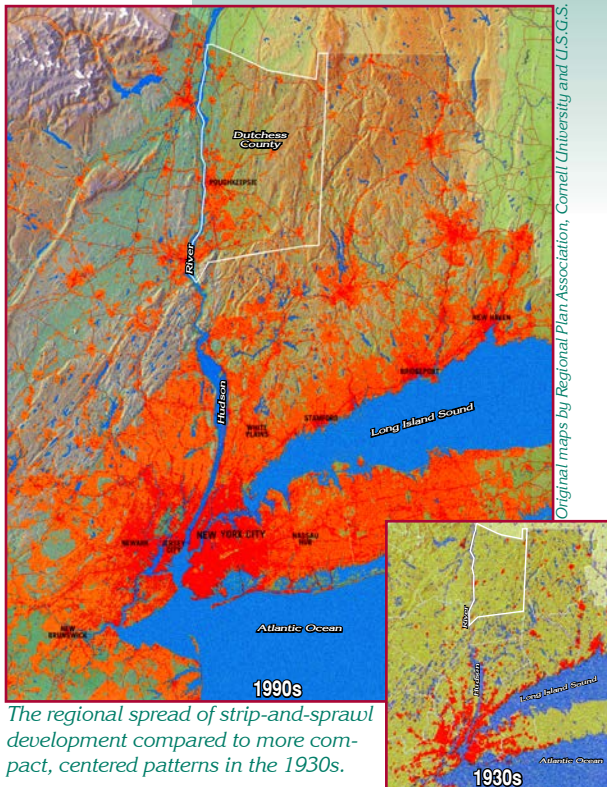 Dutchess
County
POUGHKEEPSIE
River
NEW HAVEN
BRIDGEPORT
Hudson
STAMFORD
Long Island Sound
WHITE
PLAINS
NEW YORK CITY
NEWARK
JERSEY
CITY
NASSAU
HUB
NEW
BRUNSWICK
Atlantic Ocean
1990s
Original maps by Regional Plan Association, Cornell University and U.S.G.S.
River
Hudson
Long Island Sound
Atlantic Ocean
1930s
The regional spread of strip-and-sprawl
development compared to more com-
pact, centered patterns in the 1930s.